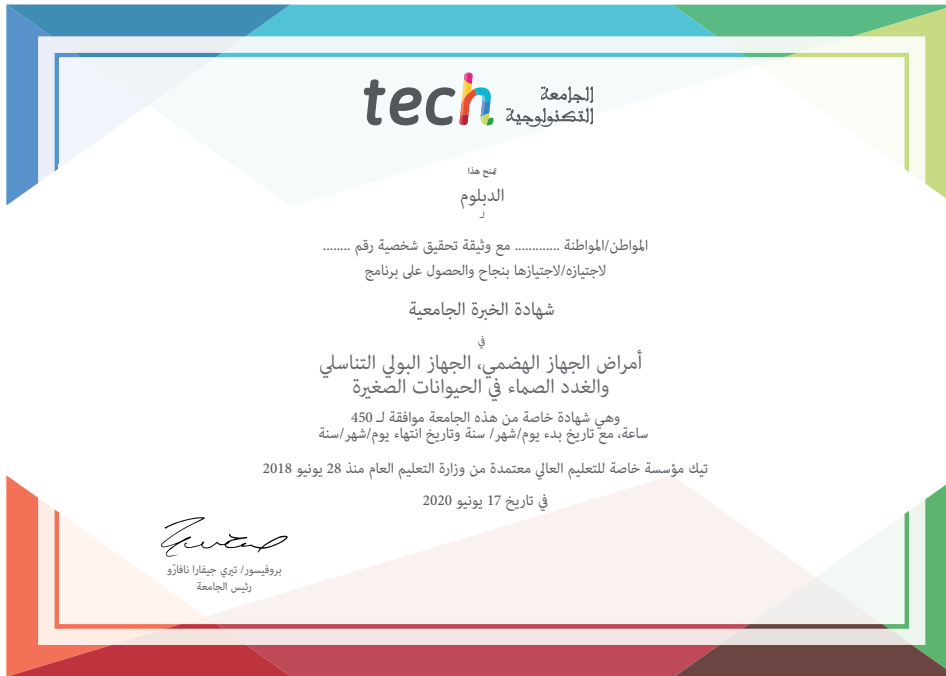 tech الجامعة
التكنولوجية
يمنح هذا
الدبلوم
لـ
المواطن/المواطنة ............ مع وثيقة تحقيق شخصية رقم ........
لاجتيازه/لاجتيازها بنجاح والحصول على برنامج
شهادة الخبرة الجامعية
في
أمراض الجهاز الهضمي، الجهاز البولي التناسلي
والغدد الصماء في الحيوانات الصغيرة
وهي شهادة خاصة من هذه الجامعة موافقة لـ 450
ساعة، مع تاريخ بدء يوم/شهر/ سنة وتاريخ انتهاء يوم/شهر/سنة
تيك مؤسسة خاصة للتعليم العالي معتمدة من وزارة التعليم العام منذ 28 يونيو 2018
في تاريخ 17 يونيو 2020
بروفيسور/ تيري جيفارا نافارّو
رئيس الجامعة